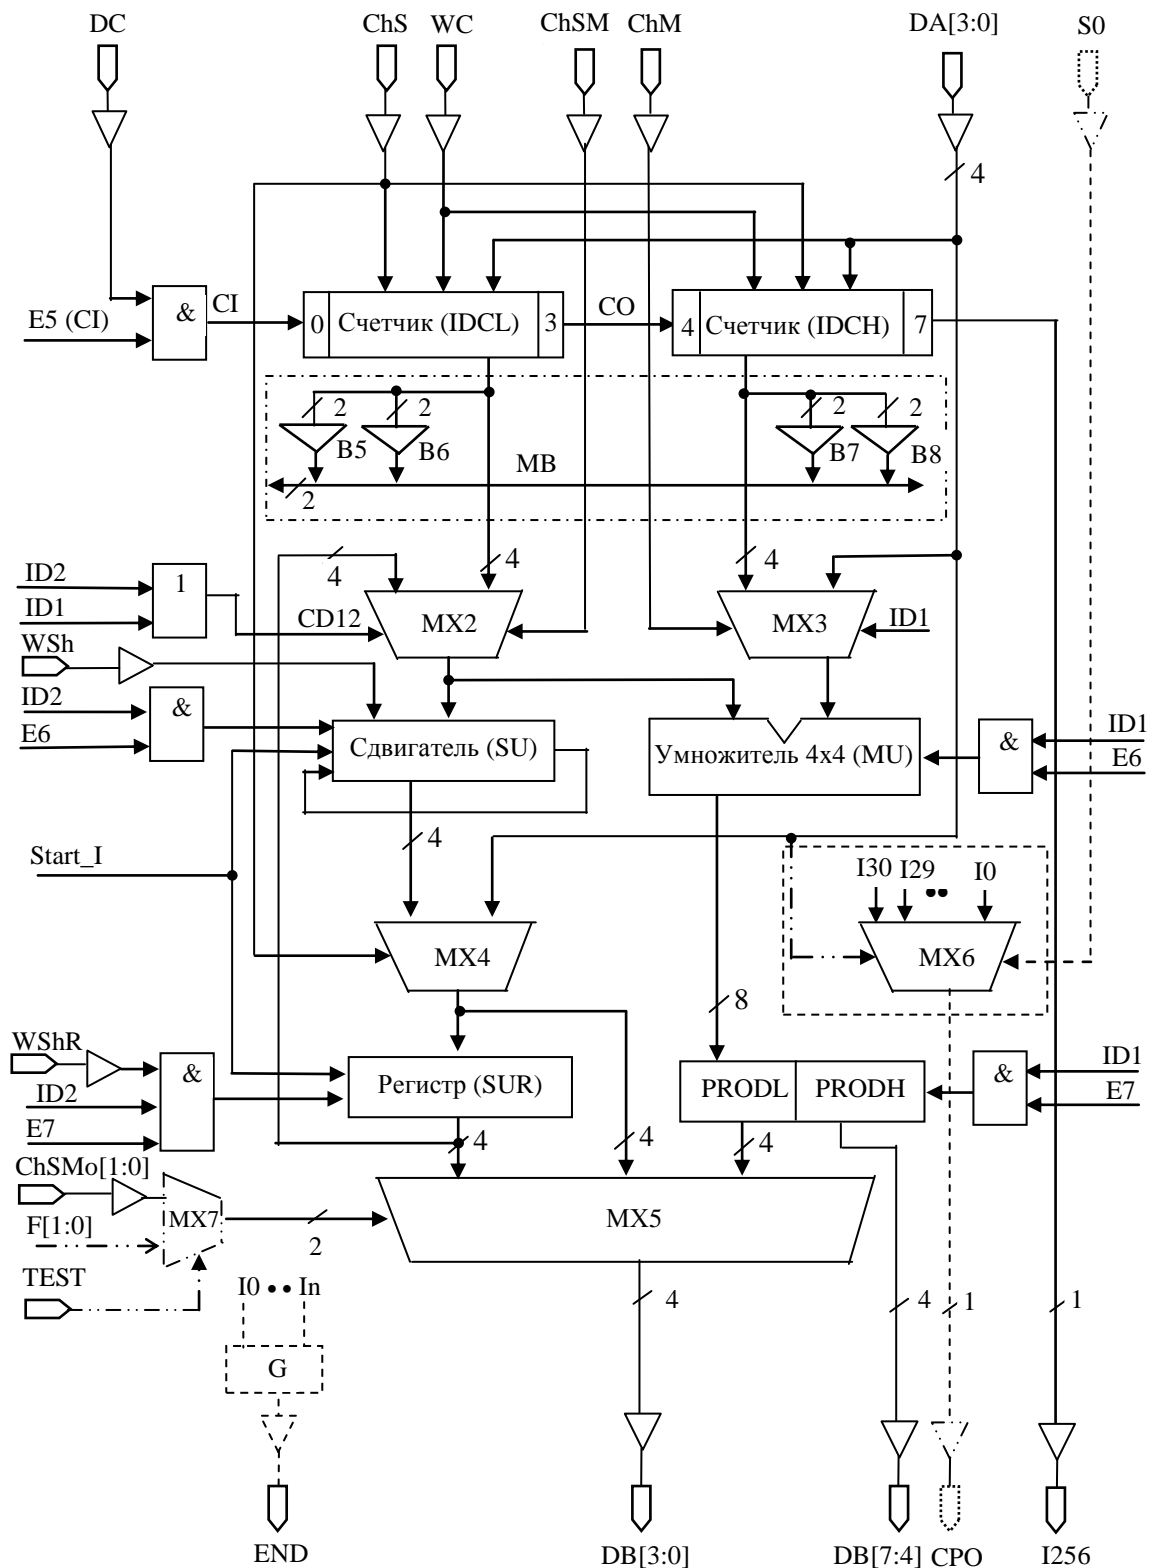 DC
ChS
WC
ChSM
ChM
DA[3:0]
S0
4
E5 (CI)
&
CI
0
Счетчик (IDCL)
3
CO
4
Счетчик (IDCH)
7
2
2
2
2
B5
B6
B7
B8
MB
2
4
4
4
ID2
ID1
1
CD12
MX2
MX3
ID1
WSh
ID2
E6
&
Сдвигатель (SU)
Умножитель 4x4 (MU)
&
ID1
E6
4
Start_I
I30
I29
••
I0
MX4
MX6
8
WShR
ID2
E7
&
Регистр (SUR)
PRODL
PRODH
&
ID1
E7
4
4
4
ChSMo[1:0]
F[1:0]
MX7
2
MX5
TEST
I0 • • In
4
4
1
1
G
END
DB[3:0]
DB[7:4]
CPO
I256